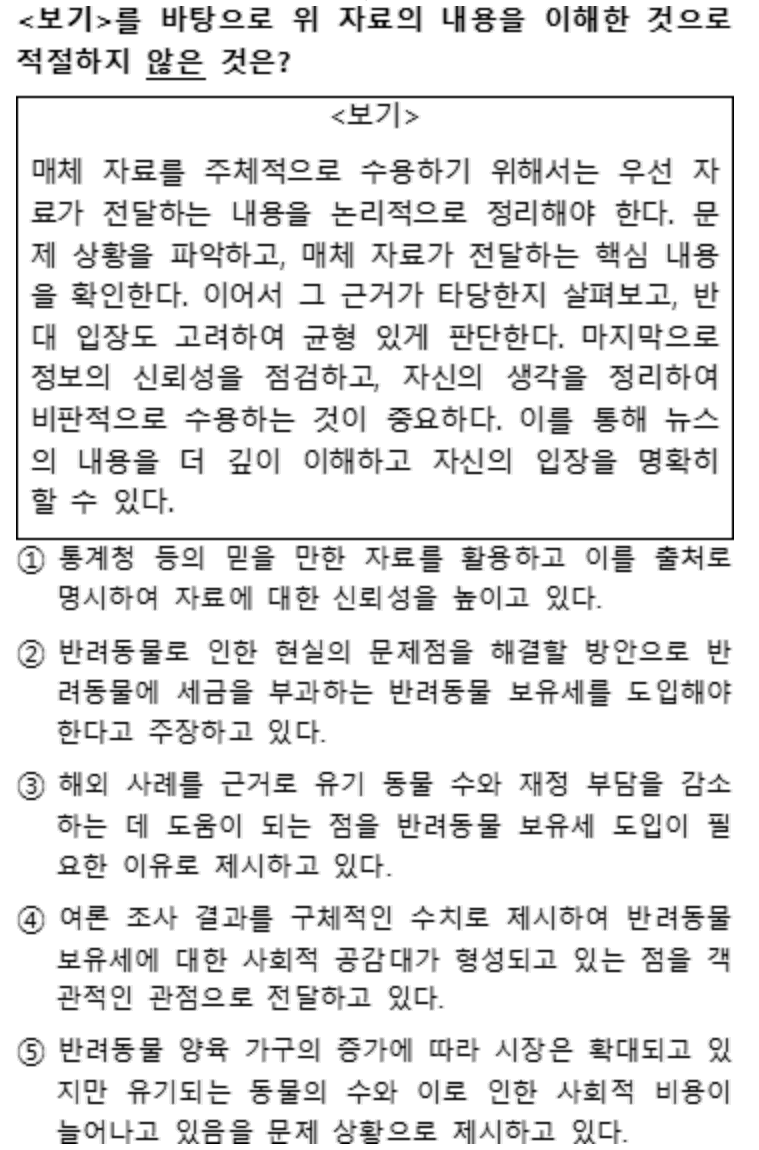 <보기>를 바탕으로 위 자료의 내용을 이해한 것으로
적절하지 않은 것은?
<보기>
매체 자료를 주체적으로 수용하기 위해서는 우선 자
료가 전달하는 내용을 논리적으로 정리해야 한다. 문
제 상황을 파악하고, 매체 자료가 전달하는 핵심 내용
을 확인한다. 이어서 그 근거가 타당한지 살펴보고, 반
대 입장도 고려하여 균형 있게 판단한다. 마지막으로
정보의 신뢰성을 점검하고, 자신의 생각을 정리하여
비판적으로 수용하는 것이 중요하다. 이를 통해 뉴스
의 내용을 더 깊이 이해하고 자신의 입장을 명확히
할 수 있다.
① 통계청 등의 믿을 만한 자료를 활용하고 이를 출처로
명시하여 자료에 대한 신뢰성을 높이고 있다.
② 반려동물로 인한 현실의 문제점을 해결할 방안으로 반
려동물에 세금을 부과하는 반려동물 보유세를 도입해야
한다고 주장하고 있다.
③ 해외 사례를 근거로 유기 동물 수와 재정 부담을 감소
하는 데 도움이 되는 점을 반려동물 보유세 도입이 필
요한 이유로 제시하고 있다.
④ 여론 조사 결과를 구체적인 수치로 제시하여 반려동물
보유세에 대한 사회적 공감대가 형성되고 있는 점을 객
관적인 관점으로 전달하고 있다.
⑤ 반려동물 양육 가구의 증가에 따라 시장은 확대되고 있
지만 유기되는 동물의 수와 이로 인한 사회적 비용이
늘어나고 있음을 문제 상황으로 제시하고 있다.